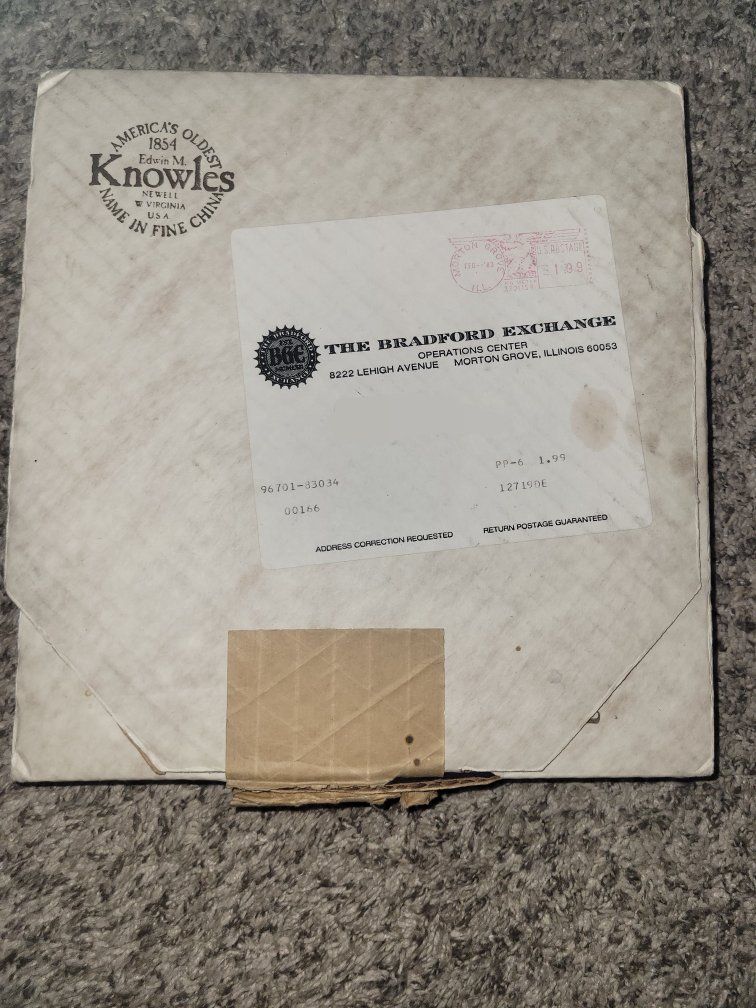 AMERICA'S OLDEST
1854
Edwin M.
Knowles
NEWELL
W VIRGINIA
USA
NAME IN FINE CHINA
MORTON GROVE
ILL.
U.S. POSTAGE
1.99
BGE
THE BRADFORD EXCHANGE
OPERATIONS CENTER
8222 LEHIGH AVENUE MORTON GROVE, ILLINOIS 60053
PP-6 1.99
96701-83034
127190E
00166
ADDRESS CORRECTION REQUESTED RETURN POSTAGE GUARANTEED